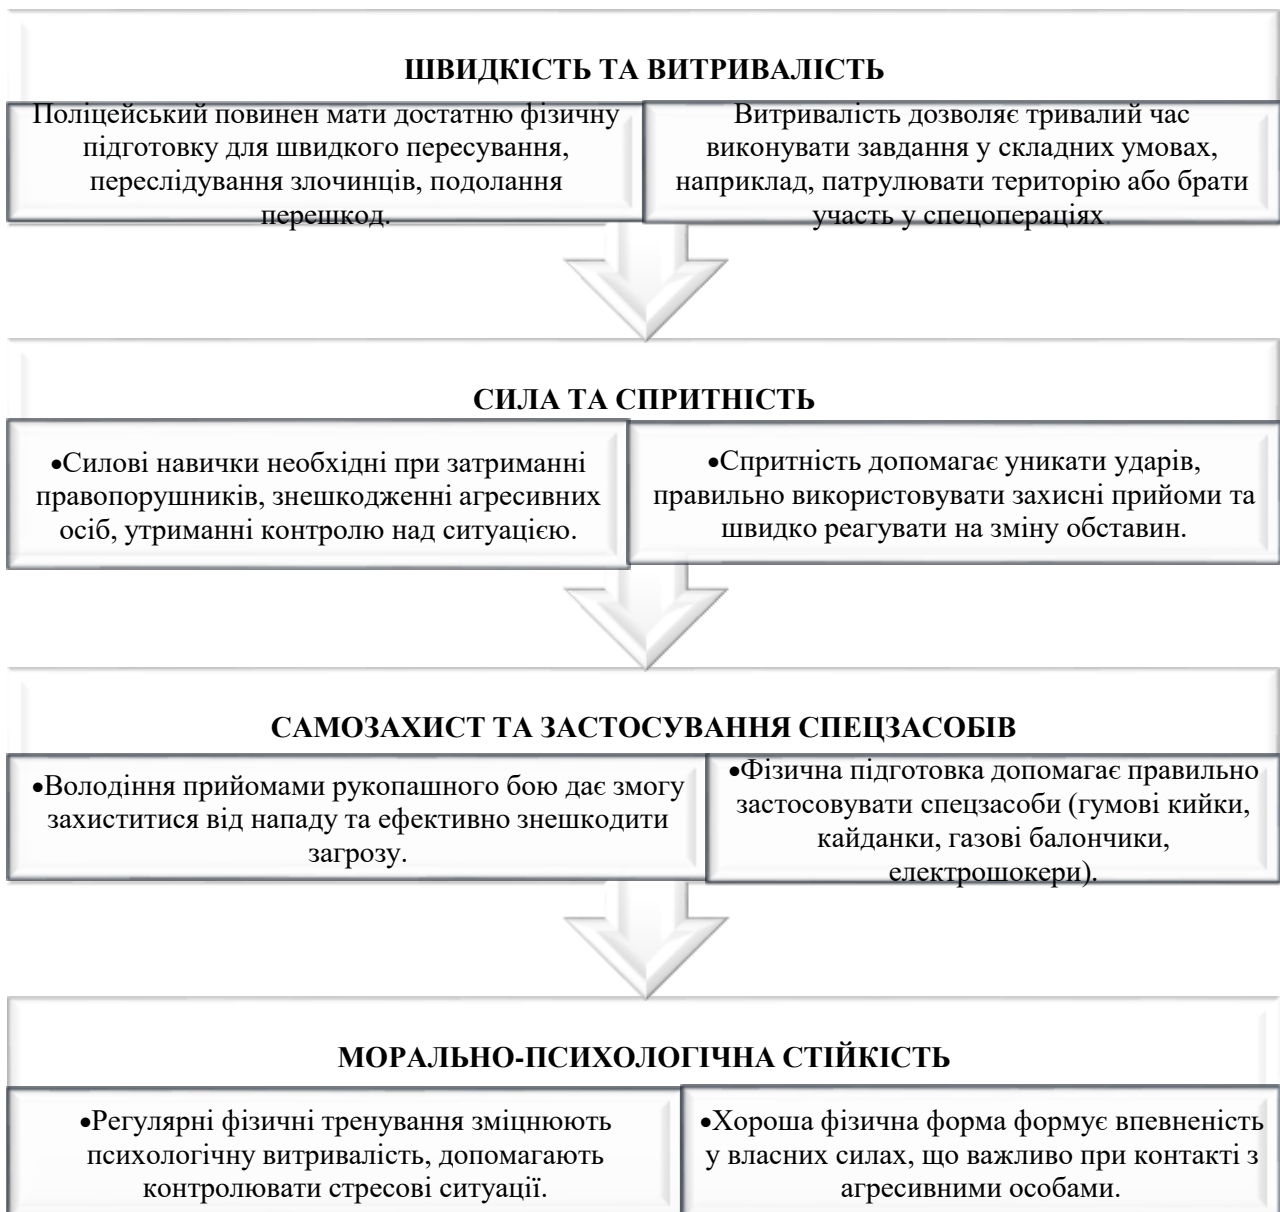 ШВИДКІСТЬ ТА ВИТРИВАЛІСТЬ
Поліцейський повинен мати достатню фізичну
підготовку для швидкого пересування,
переслідування злочинців, подолання
перешкод.
Витривалість дозволяє тривалий час
виконувати завдання у складних умовах,
наприклад, патрулювати територію або брати
участь у спецопераціях.
СИЛА ТА СПРИТНІСТЬ
•Силові навички необхідні при затриманні
правопорушників, знешкодженні агресивних
осіб, утриманні контролю над ситуацією.
•Спритність допомагає уникати ударів,
правильно використовувати захисні прийоми та
швидко реагувати на зміну обставин.
САМОЗАХИСТ ТА ЗАСТОСУВАННЯ СПЕЦЗАСОБІВ
•Володіння прийомами рукопашного бою дає змогу
захиститися від нападу та ефективно знешкодити
загрозу.
•Фізична підготовка допомагає правильно
застосовувати спецзасоби (гумові кийки,
кайданки, газові балончики,
електрошокери).
МОРАЛЬНО-ПСИХОЛОГІЧНА СТІЙКІСТЬ
•Регулярні фізичні тренування зміцнюють
психологічну витривалість, допомагають
контролювати стресові ситуації.
•Хороша фізична форма формує впевненість
у власних силах, що важливо при контакті з
агресивними особами.